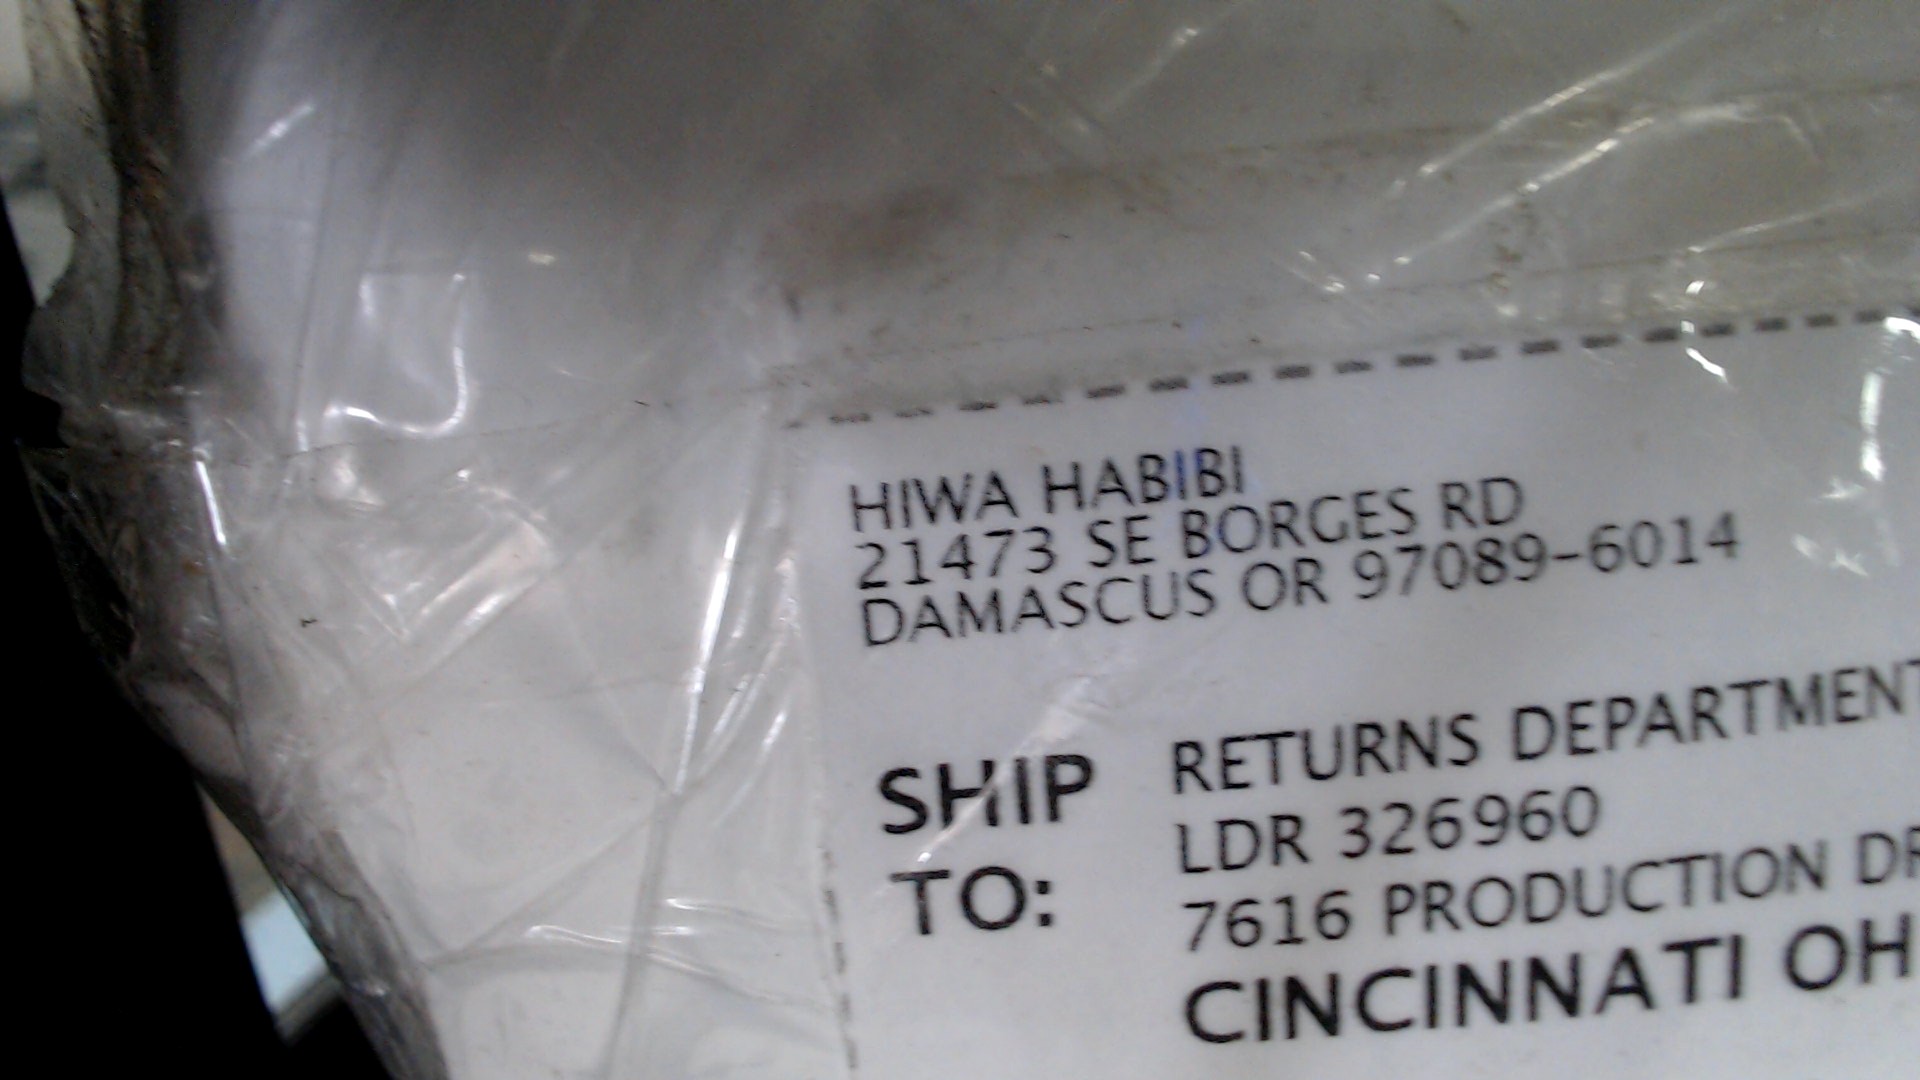 HIWA HABIBI
21473 SE BORGES RD
DAMASCUS OR 97089-6014
SHIP TO:
RETURNS DEPARTMENT
LDR 326960
7616 PRODUCTION DR
CINCINNATI OH